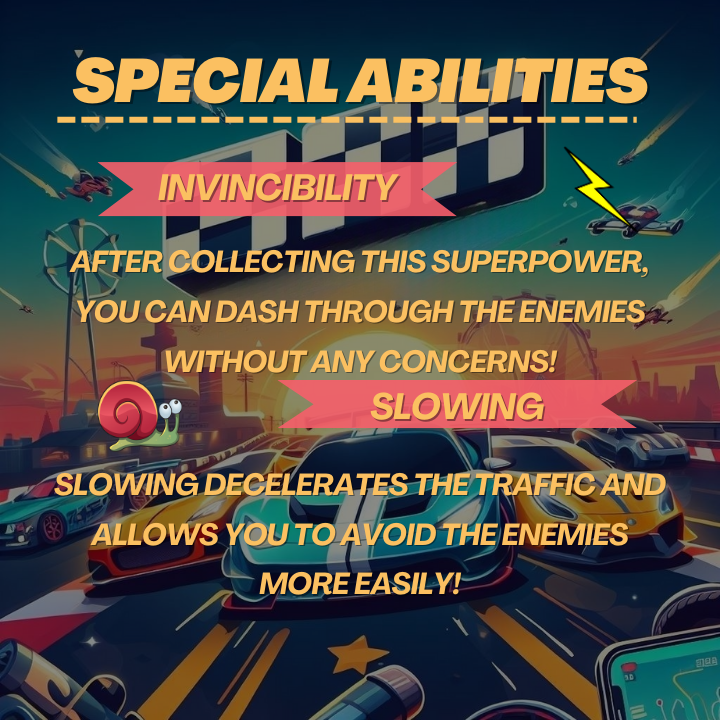 SPECIAL ABILITIES
INVINCIBILITY
AFTER COLLECTING THIS SUPERPOWER,
YOU CAN DASH THROUGH THE ENEMIES
WITHOUT ANY CONCERNS!
SLOWING
SLOWING DECELERATES THE TRAFFIC AND
ALLOWS YOU TO AVOID THE ENEMIES
MORE EASILY!